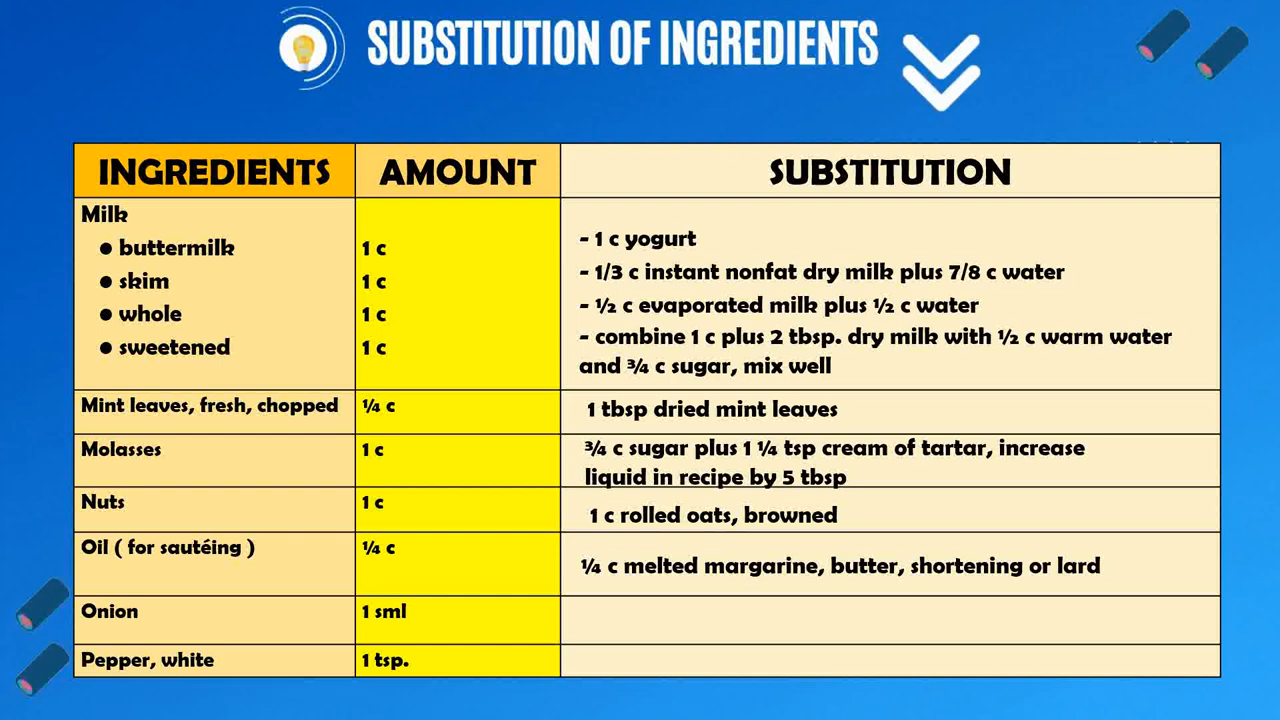 SUBSTITUTION OF INGREDIENTS
INGREDIENTS AMOUNT SUBSTITUTION
Milk
● buttermilk 1 c - 1 c yogurt
● skim 1 c - 1/3 c instant nonfat dry milk plus 7/8 c water
● whole 1 c - ½ c evaporated milk plus ½ c water
● sweetened 1 c - combine 1 c plus 2 tbsp. dry milk with ½ c warm water
and ¾ c sugar, mix well
Mint leaves, fresh, chopped ¼ c 1 tbsp dried mint leaves
Molasses 1 c ¾ c sugar plus 1 ¼ tsp cream of tartar, increase
liquid in recipe by 5 tbsp
Nuts 1 c 1 c rolled oats, browned
Oil ( for sautéing ) ¼ c ¼ c melted margarine, butter, shortening or lard
Onion 1 sml
Pepper, white 1 tsp.